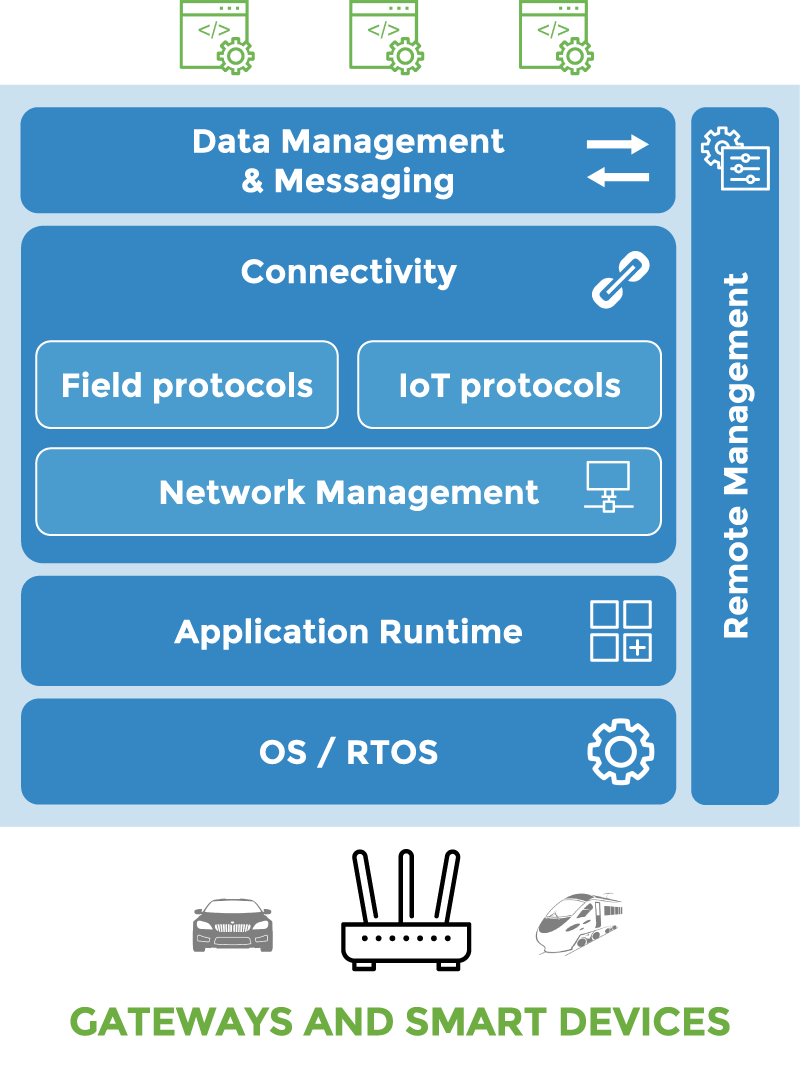 </>
</>
</>
Data Management
& Messaging
Connectivity
Field protocols
IoT protocols
Network Management
Application Runtime
OS / RTOS
Remote Management
GATEWAYS AND SMART DEVICES